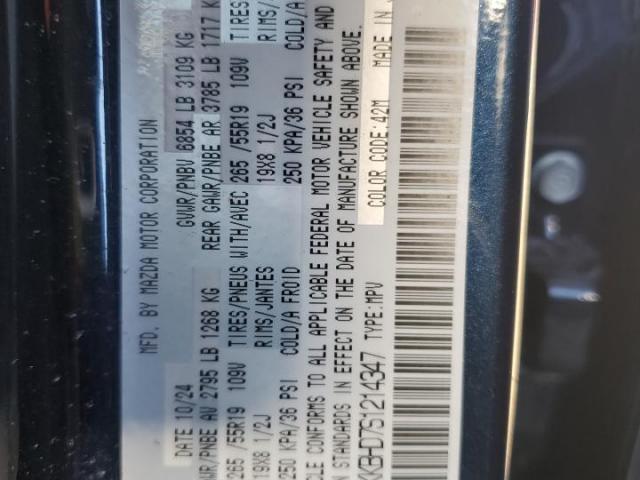 MFD. BY MAZDA MOTOR CORPORATION
DATE 10/24 GVWR/PNBV 6854 LB 3109 KG
GWR/PNBE AV 2795 LB 1268 KG REAR GAWR/PNBE AR 3785 LB 1717 K
265 /55R19 109V TIRES/PNEUS WITH/AVEC 265 /55R19 109V TIRES
19X8 1/2J RIMS/JANTES 19X8 1/2J RIMS/
250 KPA/36 PSI COLD/A FROID 250 KPA/36 PSI COLD/A
VEHICLE CONFORMS TO ALL APPLICABLE FEDERAL MOTOR VEHICLE SAFETY AND
STANDARDS IN EFFECT ON THE DATE OF MANUFACTURE SHOWN ABOVE.
COLOR CODE:42M MADE IN
KKBHD7S1214347 TYPE:MPV